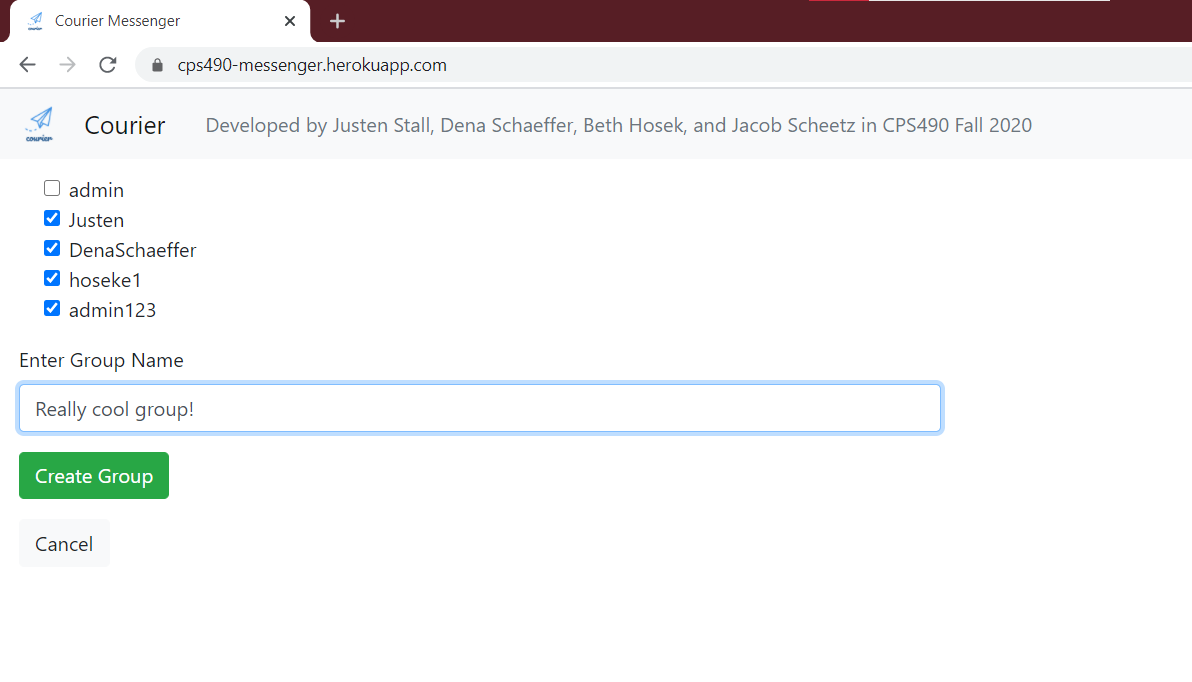 Courier Messenger
cps490-messenger.herokuapp.com
courier
Courier
Developed by Justen Stall, Dena Schaeffer, Beth Hosek, and Jacob Scheetz in CPS490 Fall 2020
admin
Justen
DenaSchaeffer
hoseke1
admin123
Enter Group Name
Really cool group!
Create Group
Cancel